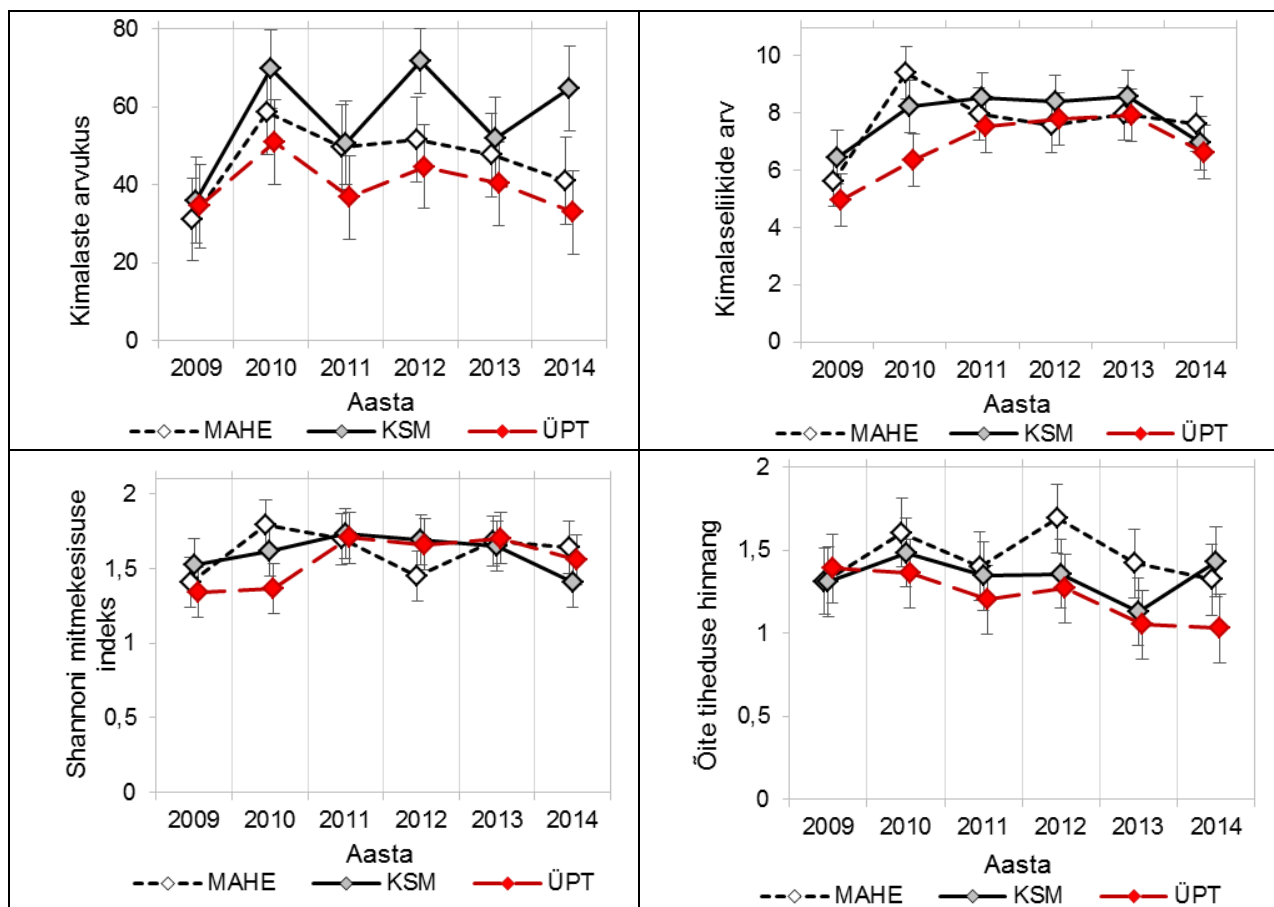 Kimalaste arvukus
80
60
40
20
0
2009 2010 2011 2012 2013 2014
Aasta
MAHE KSM ÜPT
Kimalaseliikide arv
10
8
6
4
2
0
2009 2010 2011 2012 2013 2014
Aasta
MAHE KSM ÜPT
Shannoni mitmekesisuse
indeks
2
1,5
1
0,5
0
2009 2010 2011 2012 2013 2014
Aasta
MAHE KSM ÜPT
Õite tiheduse hinnang
2
1,5
1
0,5
0
2009 2010 2011 2012 2013 2014
Aasta
MAHE KSM ÜPT